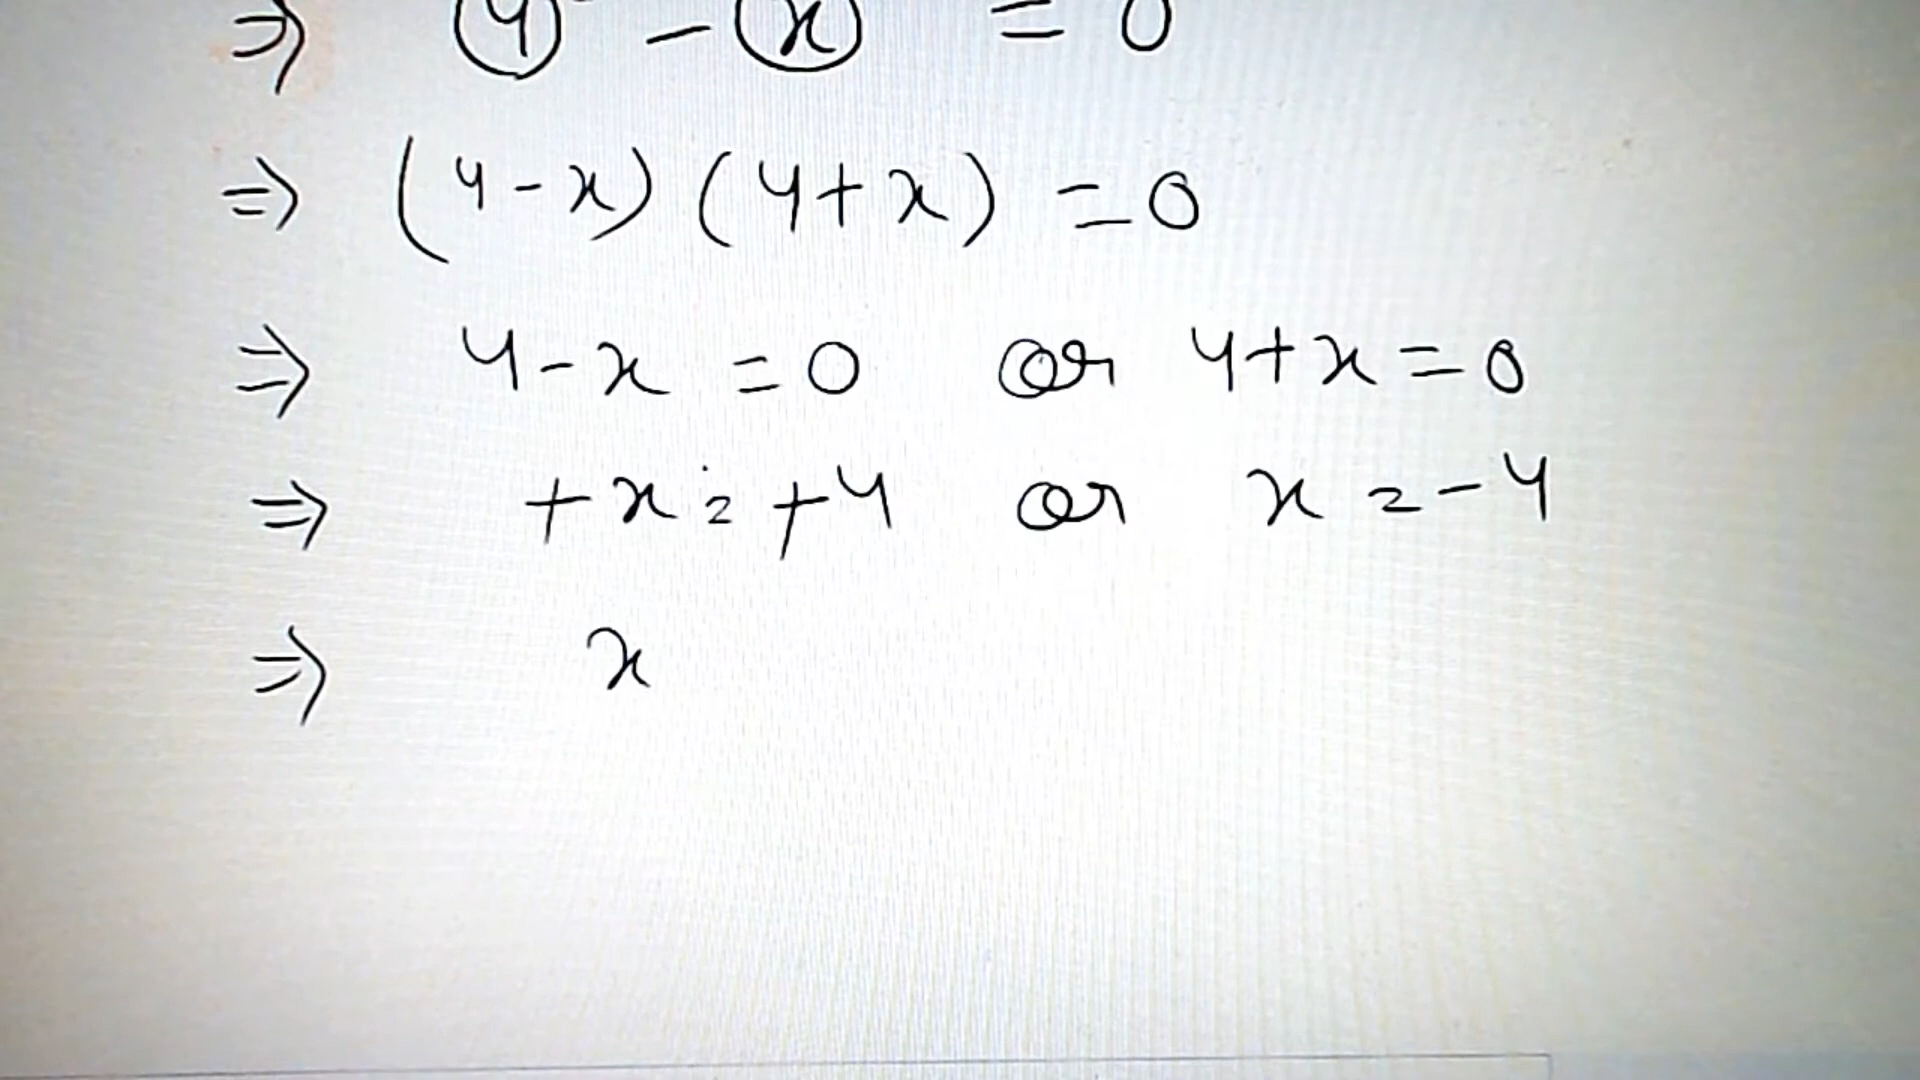 ⇒ (4) - (x) = 0
⇒ (4-x) (4+x) = 0
⇒ 4-x = 0 or 4+x = 0
⇒ +x = +4 or x = -4
⇒ x